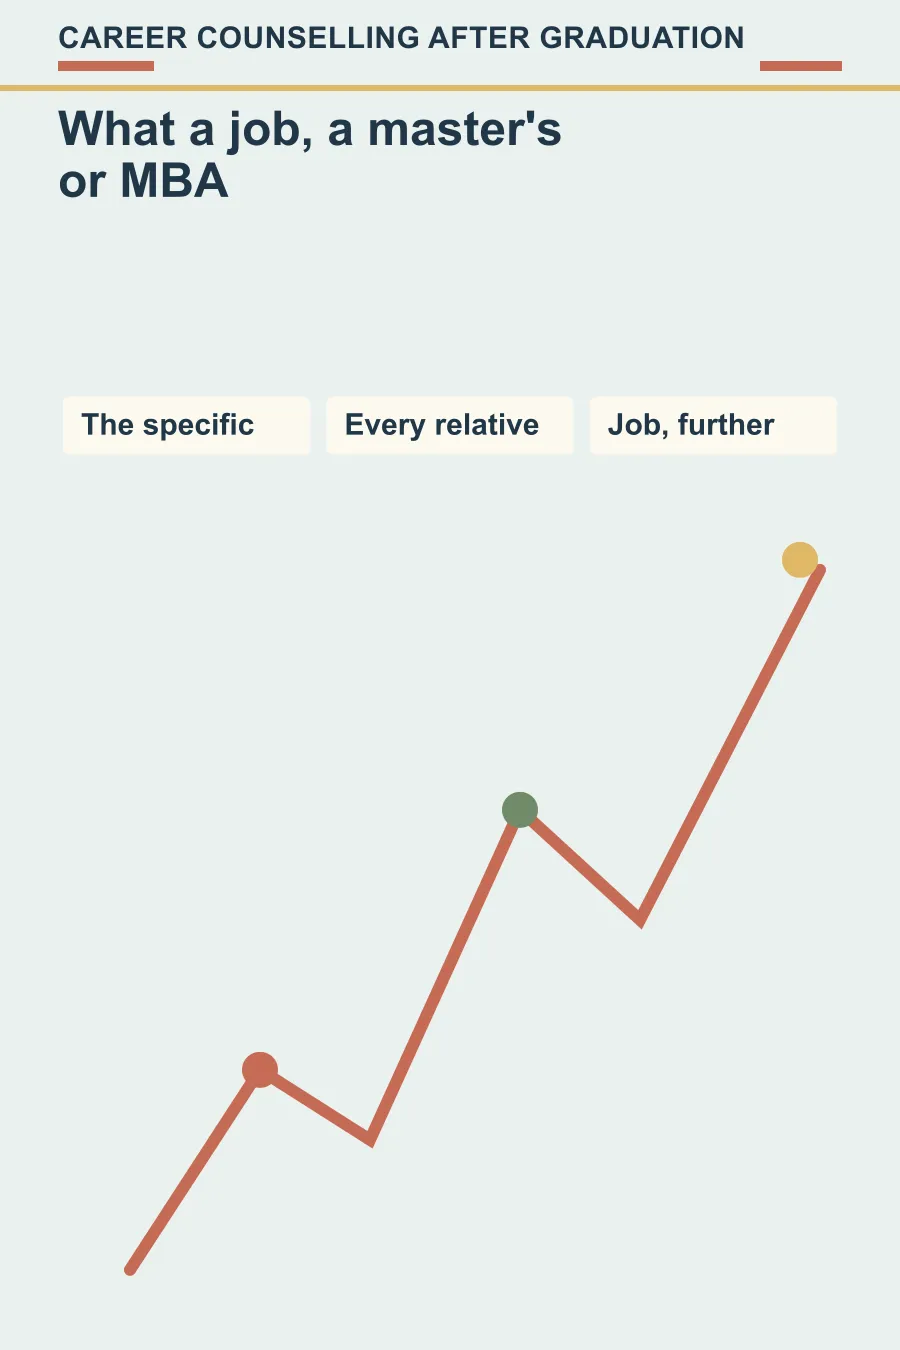 CAREER COUNSELLING AFTER GRADUATION
What a job, a master's
or MBA
The specific
Every relative
Job, further